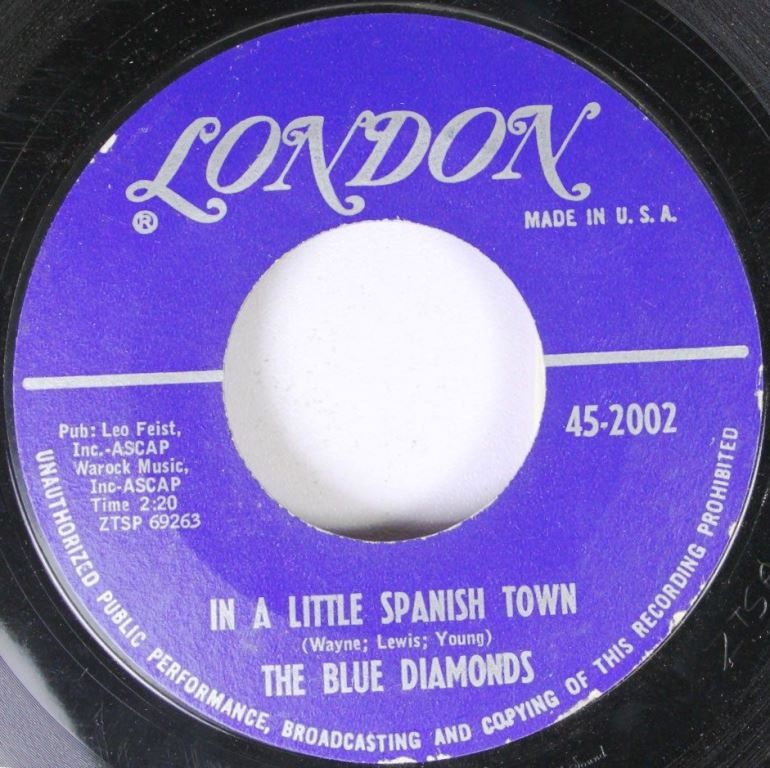 LONDON
®
MADE IN U.S.A.
45-2002
Pub: Leo Feist,
Inc.-ASCAP
Warock Music,
Inc-ASCAP
Time 2:20
ZTSP 69263
IN A LITTLE SPANISH TOWN
(Wayne; Lewis; Young)
THE BLUE DIAMONDS
UNAUTHORIZED PUBLIC PERFORMANCE, BROADCASTING AND COPYING OF THIS RECORDING PROHIBITED